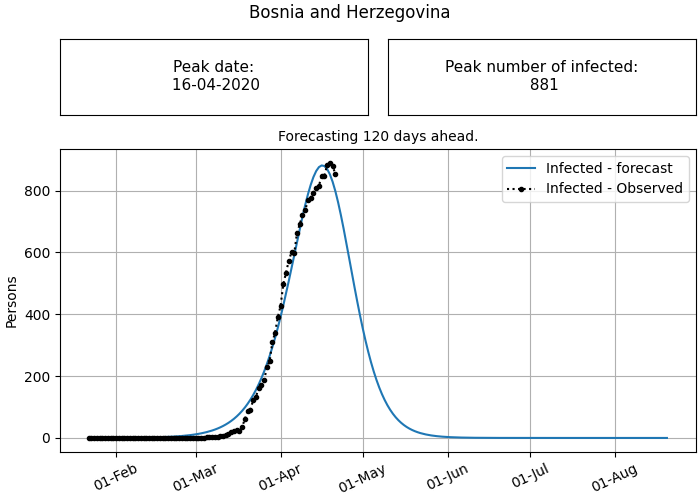 Bosnia and Herzegovina
Peak date:
16-04-2020
Peak number of infected:
881
Forecasting 120 days ahead.
Infected - forecast
Infected - Observed
Persons
800
600
400
200
0
01-Feb
01-Mar
01-Apr
01-May
01-Jun
01-Jul
01-Aug